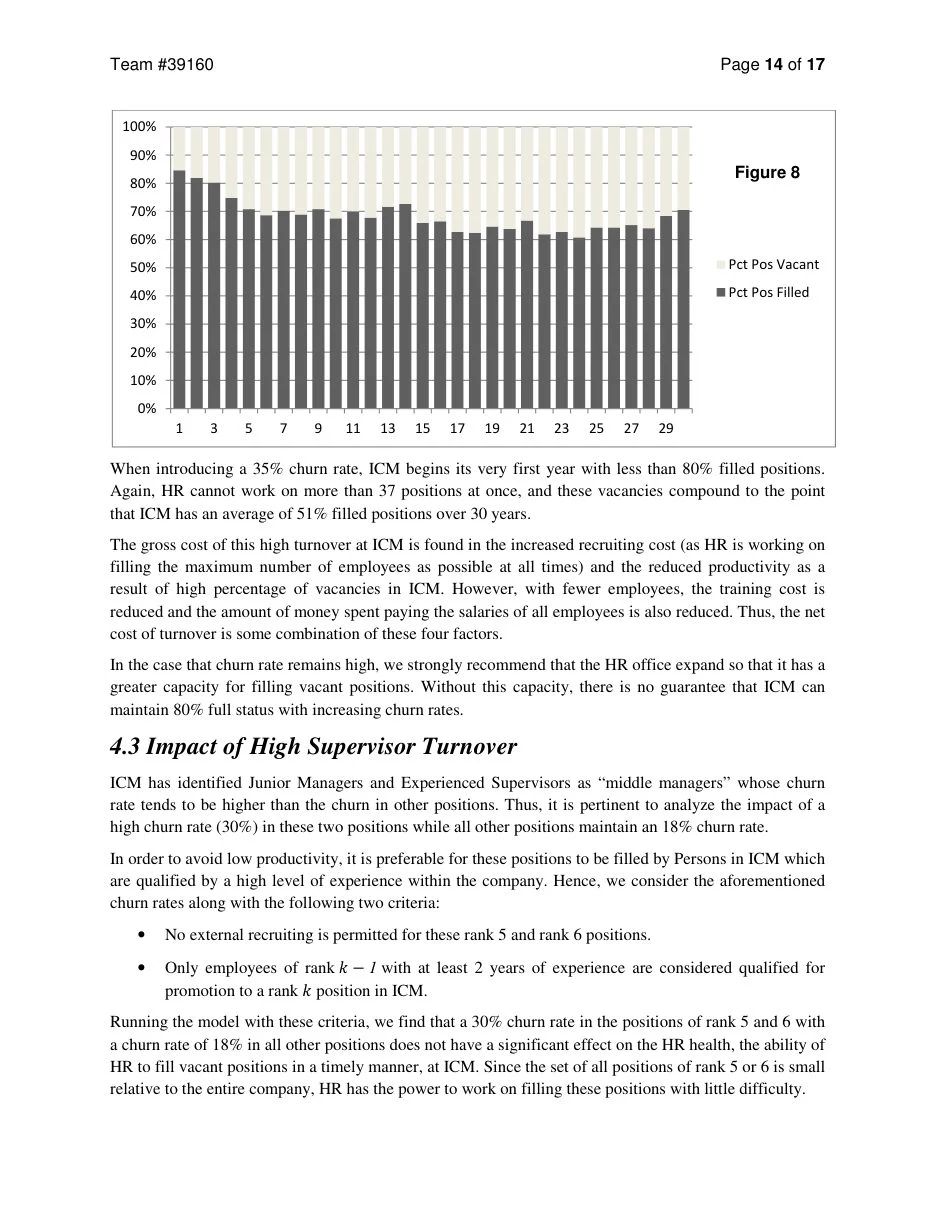 Team #39160 Page 14 of 17
100%
90%
Figure 8
80%
70%
60%
Pct Pos Vacant
50%
Pct Pos Filled
40%
30%
20%
10%
0%
1 3 5 7 9 11 13 15 17 19 21 23 25 27 29
When introducing a 35% churn rate, ICM begins its very first year with less than 80% filled positions.
Again, HR cannot work on more than 37 positions at once, and these vacancies compound to the point
that ICM has an average of 51% filled positions over 30 years.
The gross cost of this high turnover at ICM is found in the increased recruiting cost (as HR is working on
filling the maximum number of employees as possible at all times) and the reduced productivity as a
result of high percentage of vacancies in ICM. However, with fewer employees, the training cost is
reduced and the amount of money spent paying the salaries of all employees is also reduced. Thus, the net
cost of turnover is some combination of these four factors.
In the case that churn rate remains high, we strongly recommend that the HR office expand so that it has a
greater capacity for filling vacant positions. Without this capacity, there is no guarantee that ICM can
maintain 80% full status with increasing churn rates.
4.3 Impact of High Supervisor Turnover
ICM has identified Junior Managers and Experienced Supervisors as “middle managers” whose churn
rate tends to be higher than the churn in other positions. Thus, it is pertinent to analyze the impact of a
high churn rate (30%) in these two positions while all other positions maintain an 18% churn rate.
In order to avoid low productivity, it is preferable for these positions to be filled by Persons in ICM which
are qualified by a high level of experience within the company. Hence, we consider the aforementioned
churn rates along with the following two criteria:
• No external recruiting is permitted for these rank 5 and rank 6 positions.
• Only employees of rank k − 1 with at least 2 years of experience are considered qualified for
promotion to a rank k position in ICM.
Running the model with these criteria, we find that a 30% churn rate in the positions of rank 5 and 6 with
a churn rate of 18% in all other positions does not have a significant effect on the HR health, the ability of
HR to fill vacant positions in a timely manner, at ICM. Since the set of all positions of rank 5 or 6 is small
relative to the entire company, HR has the power to work on filling these positions with little difficulty.